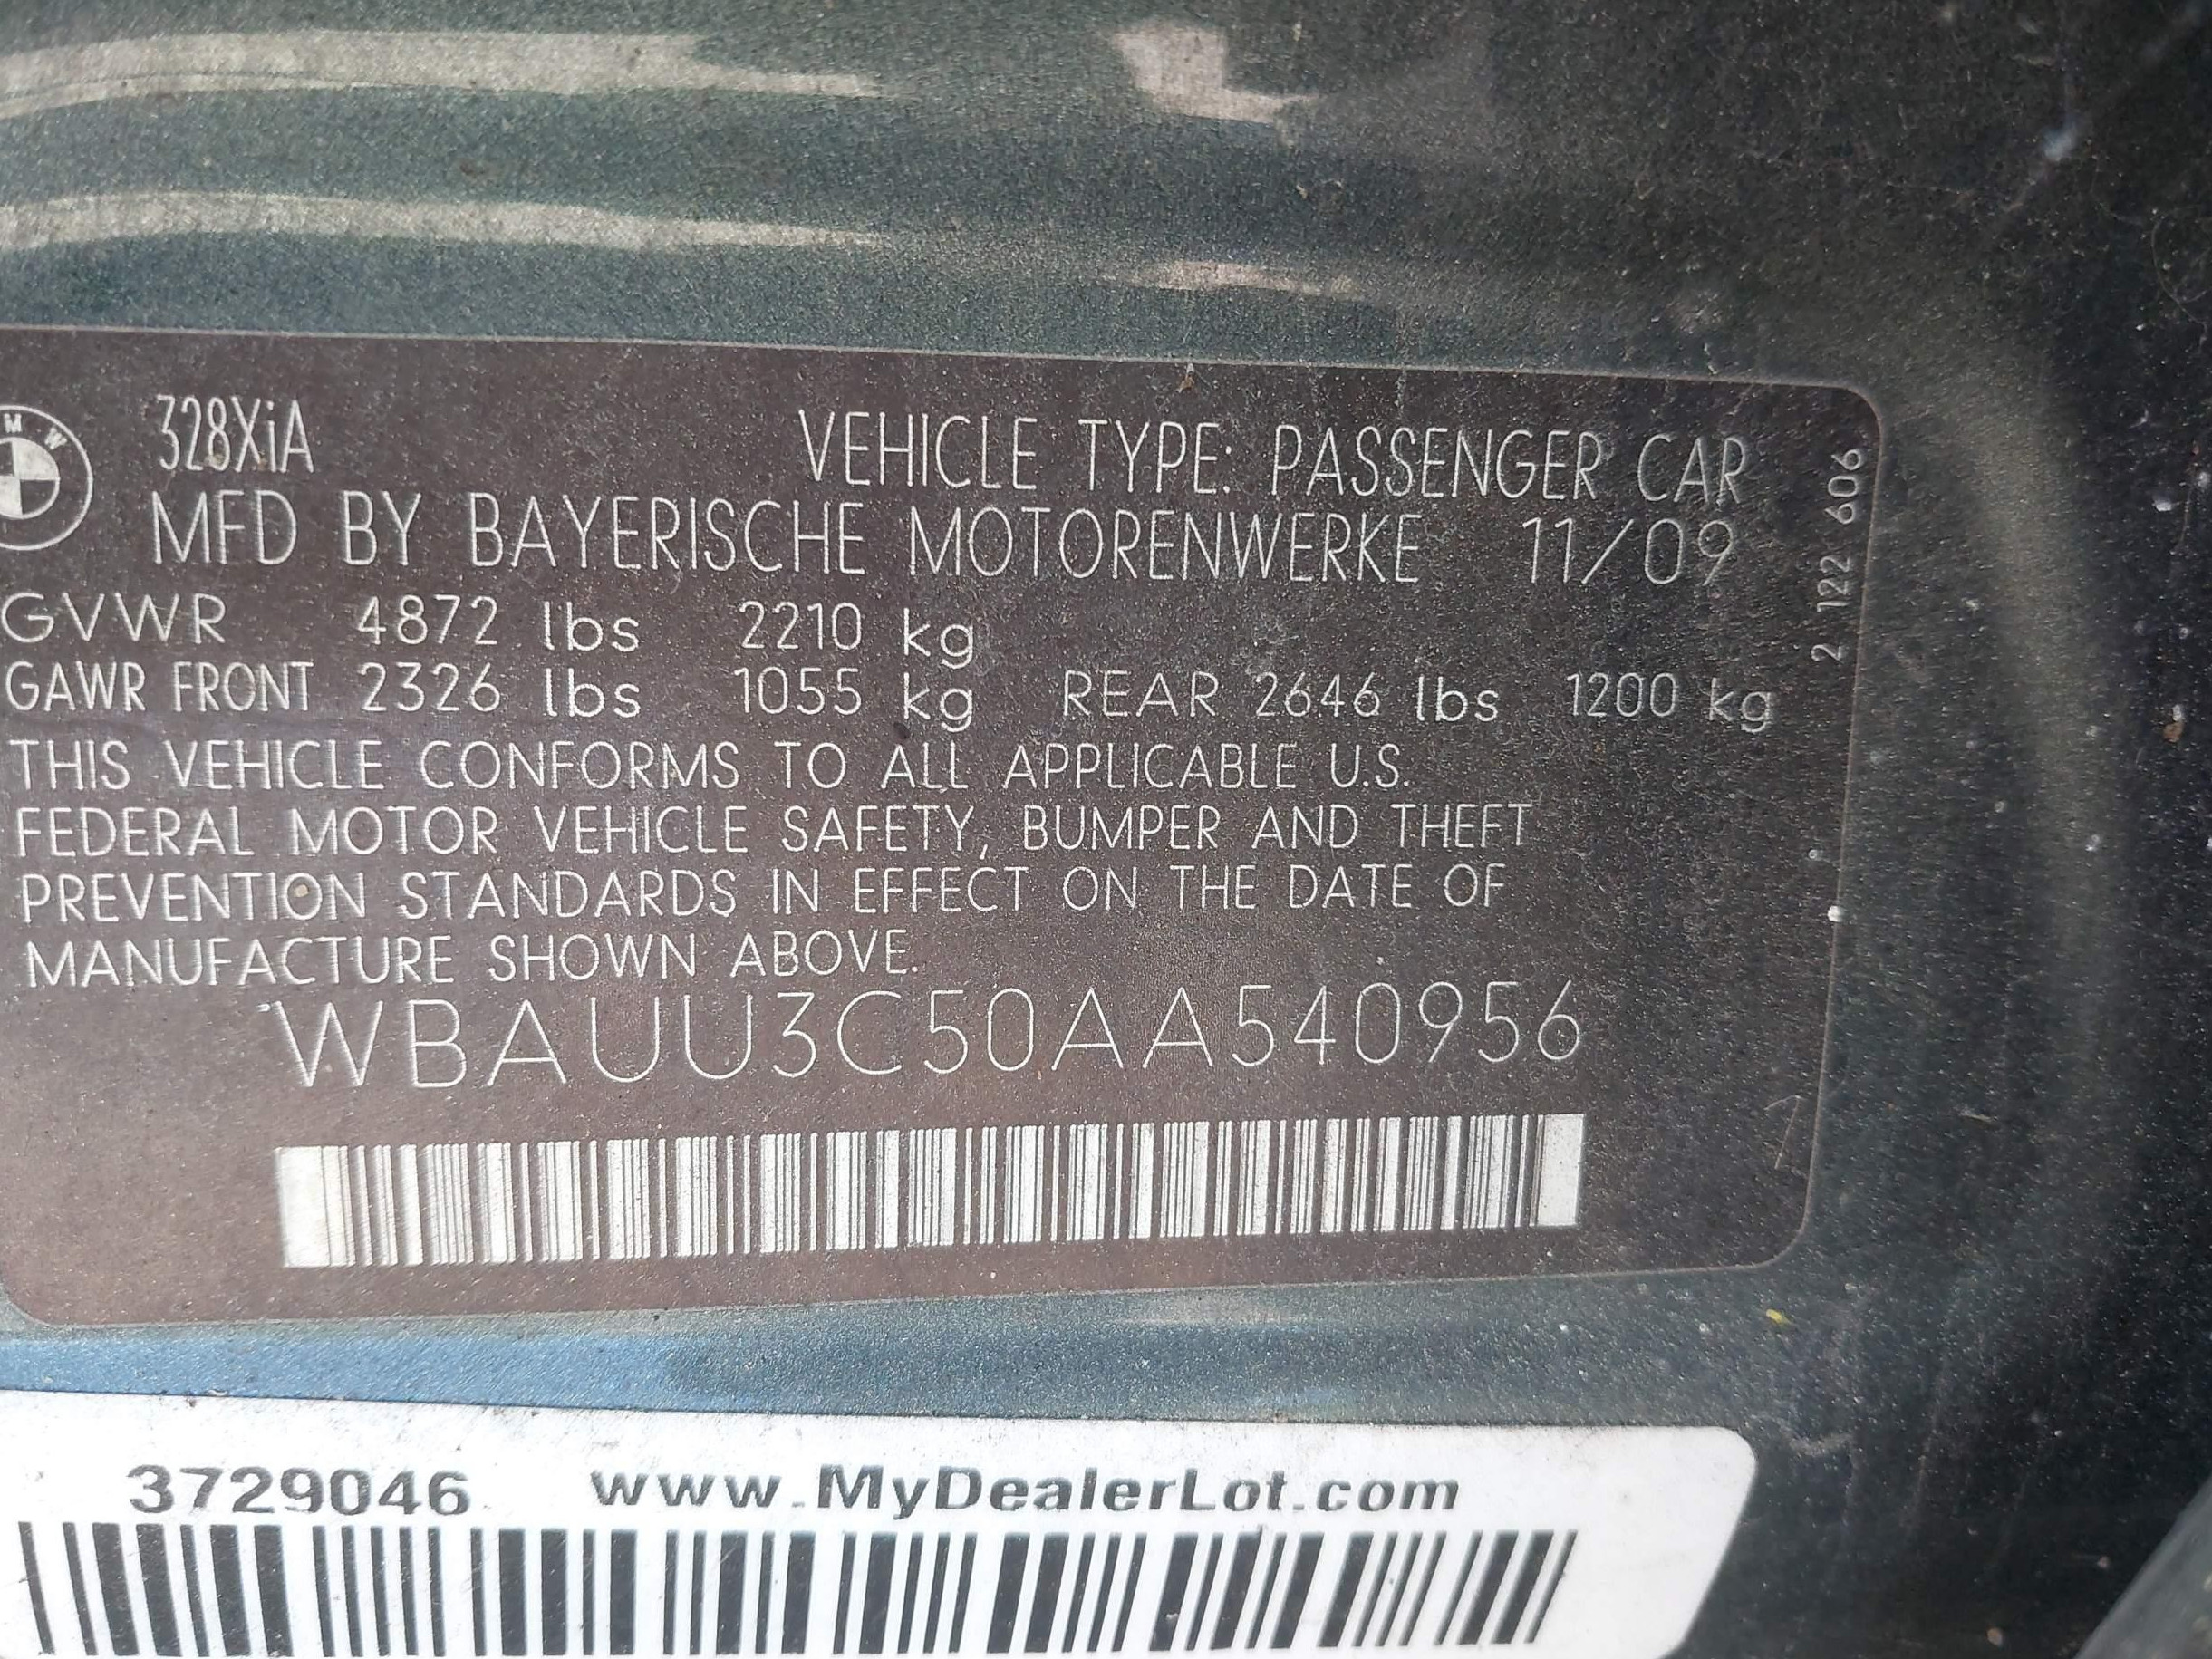 328XiA
VEHICLE TYPE: PASSENGER CAR
MFD BY BAYERISCHE MOTORENWERKE 11/09
GVWR 4872 lbs 2210 kg
GAWR FRONT 2326 lbs 1055 kg REAR 2646 lbs 1200 kg
THIS VEHICLE CONFORMS TO ALL APPLICABLE U.S.
FEDERAL MOTOR VEHICLE SAFETY, BUMPER AND THEFT
PREVENTION STANDARDS IN EFFECT ON THE DATE OF
MANUFACTURE SHOWN ABOVE.
WBAUU3C50AA540956
2 122 606
3729046 www.MyDealerLot.com